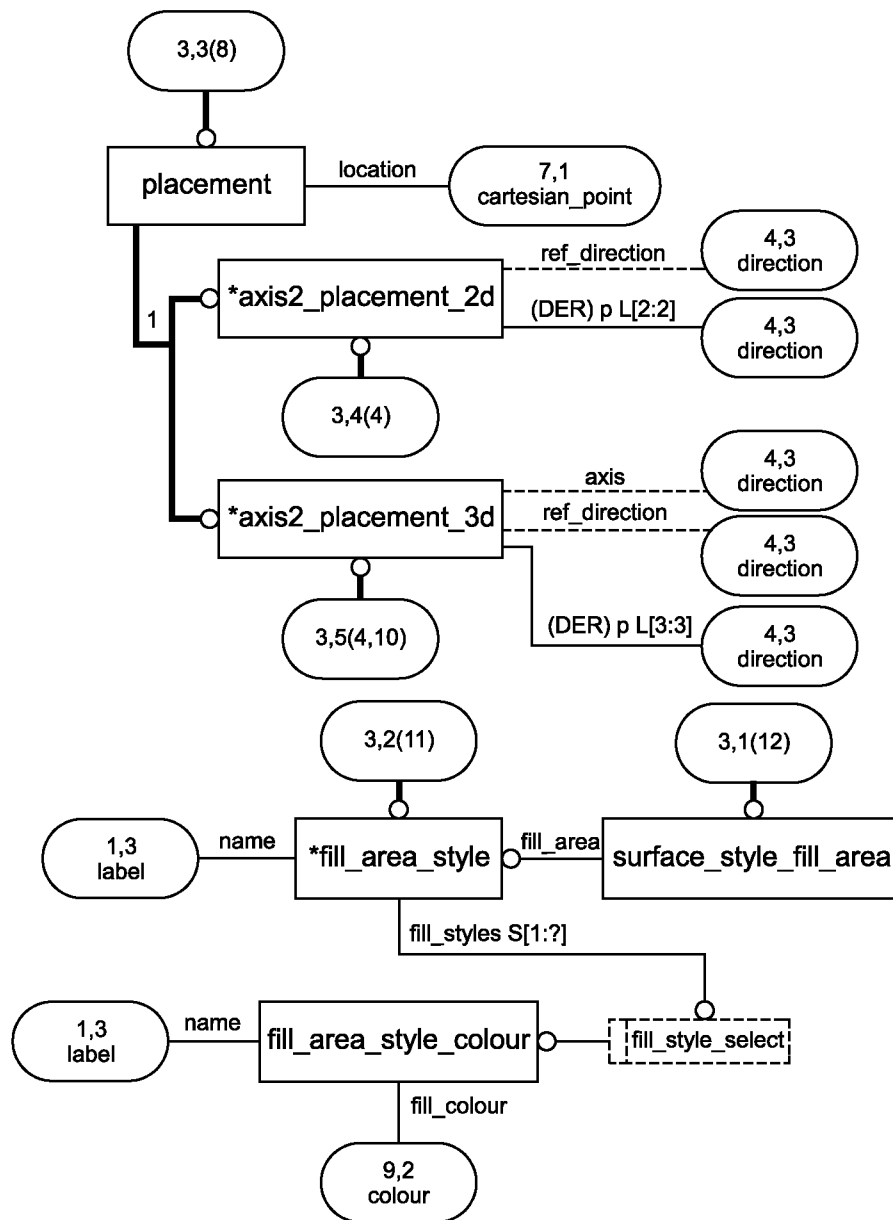 3,3(8)
placement
location
7,1
cartesian_point
1
*axis2_placement_2d
ref_direction
4,3
direction
(DER) p L[2:2]
4,3
direction
3,4(4)
*axis2_placement_3d
axis
4,3
direction
ref_direction
4,3
direction
3,5(4,10)
(DER) p L[3:3]
4,3
direction
3,2(11)
3,1(12)
1,3
label
name
*fill_area_style
fill_area
surface_style_fill_area
fill_styles S[1:?]
1,3
label
name
fill_area_style_colour
fill_style_select
fill_colour
9,2
colour